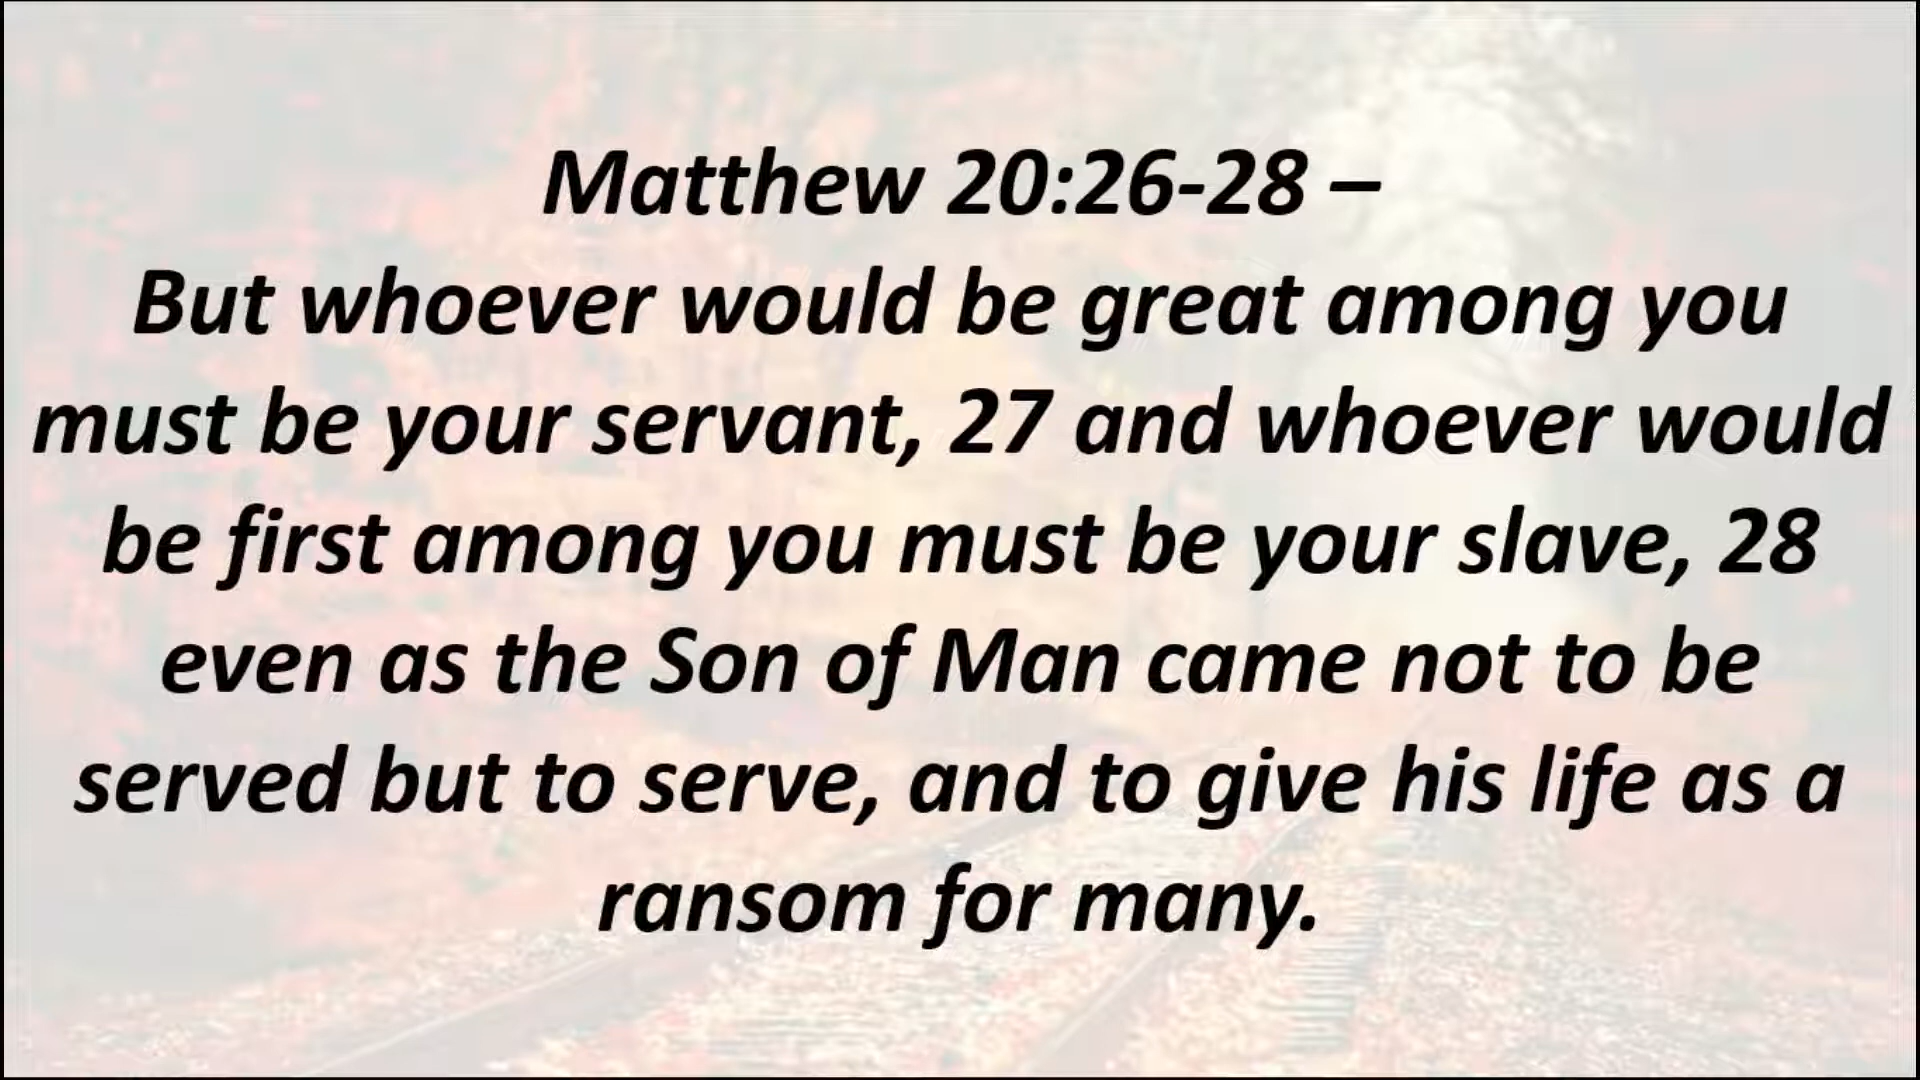 Matthew 20:26-28 –
But whoever would be great among you
must be your servant, 27 and whoever would
be first among you must be your slave, 28
even as the Son of Man came not to be
served but to serve, and to give his life as a
ransom for many.